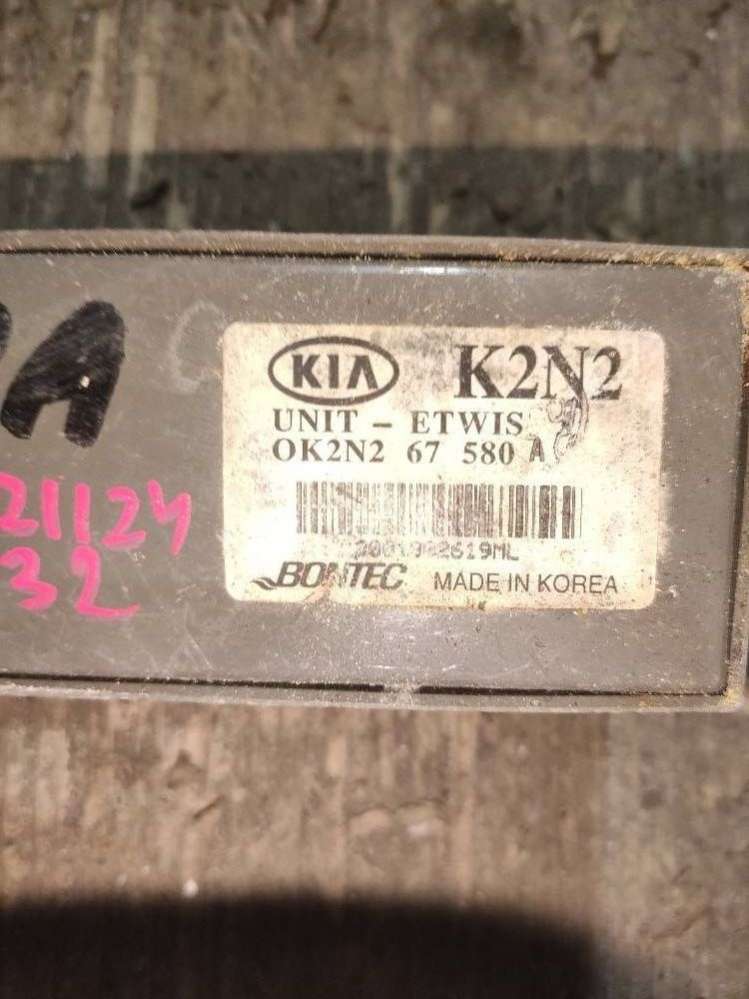 KIA K2N2
UNIT - ETWIS
OK2N2 67 580 A
BONTEC MADE IN KOREA
21124
32